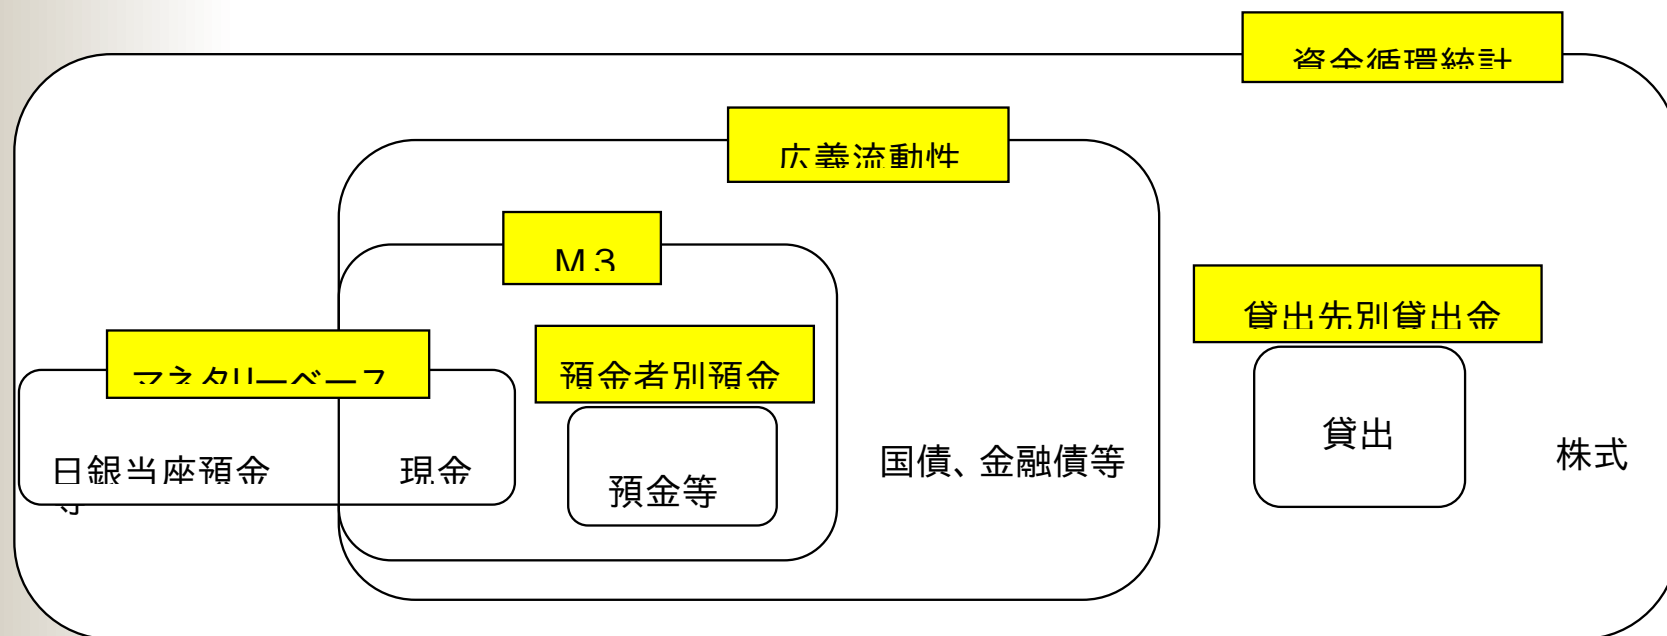 資金循環統計
広義流動性
M3
貸出先別貸出金
マネタリーベース
預金者別預金
貸出
株式
国債、金融債等
日銀当座預金
等
現金
預金等